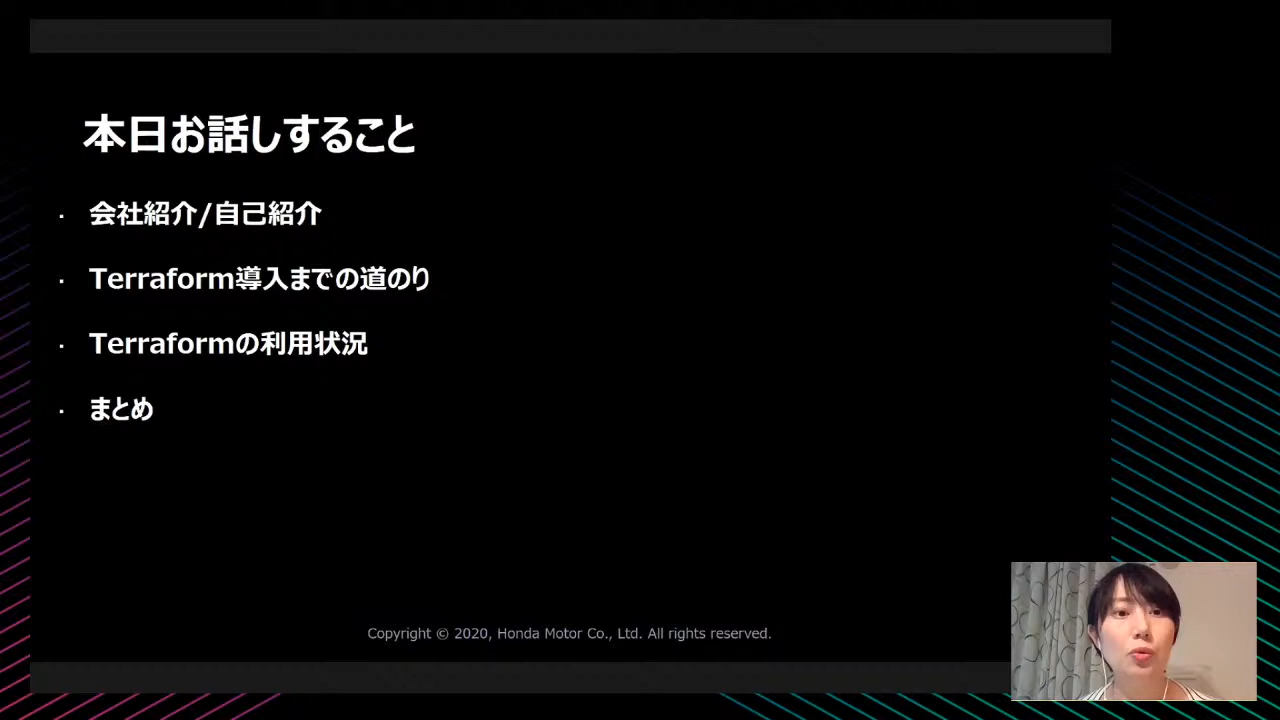 本日お話しすること
・ 会社紹介/自己紹介
・ Terraform導入までの道のり
・ Terraformの利用状況
・ まとめ
Copyright © 2020, Honda Motor Co., Ltd. All rights reserved.